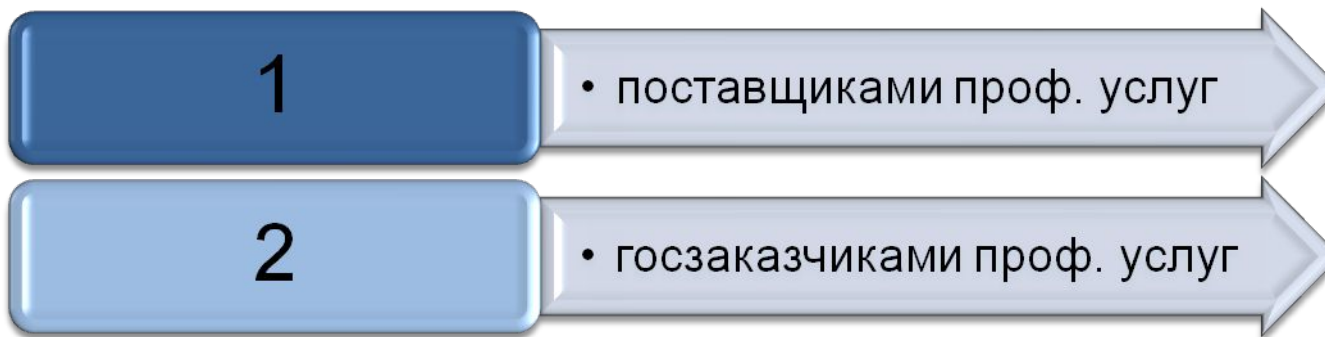 1
• поставщиками проф. услуг
2
• госзаказчиками проф. услуг